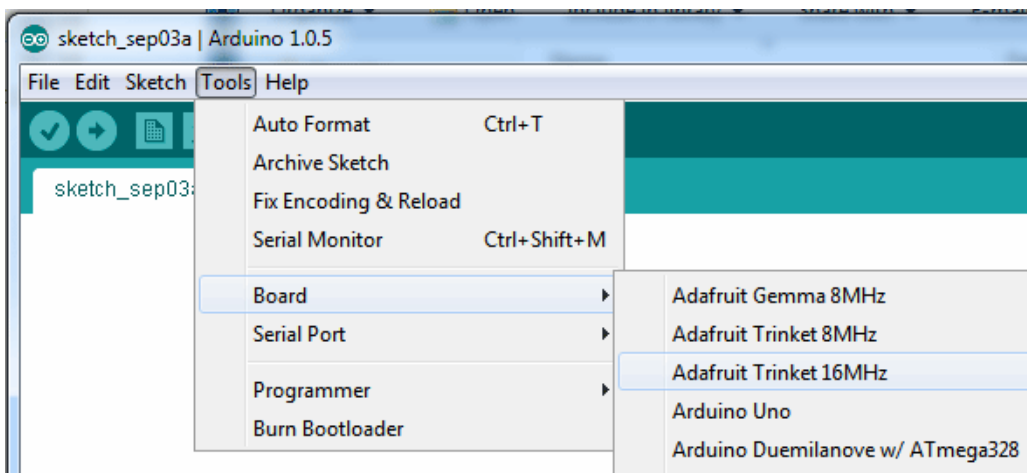 sketch_sep03a | Arduino 1.0.5
File Edit Sketch Tools Help
sketch_sep03a
Auto Format Ctrl+T
Archive Sketch
Fix Encoding & Reload
Serial Monitor Ctrl+Shift+M
Board
Serial Port
Programmer
Burn Bootloader
Adafruit Gemma 8MHz
Adafruit Trinket 8MHz
Adafruit Trinket 16MHz
Arduino Uno
Arduino Duemilanove w/ ATmega328